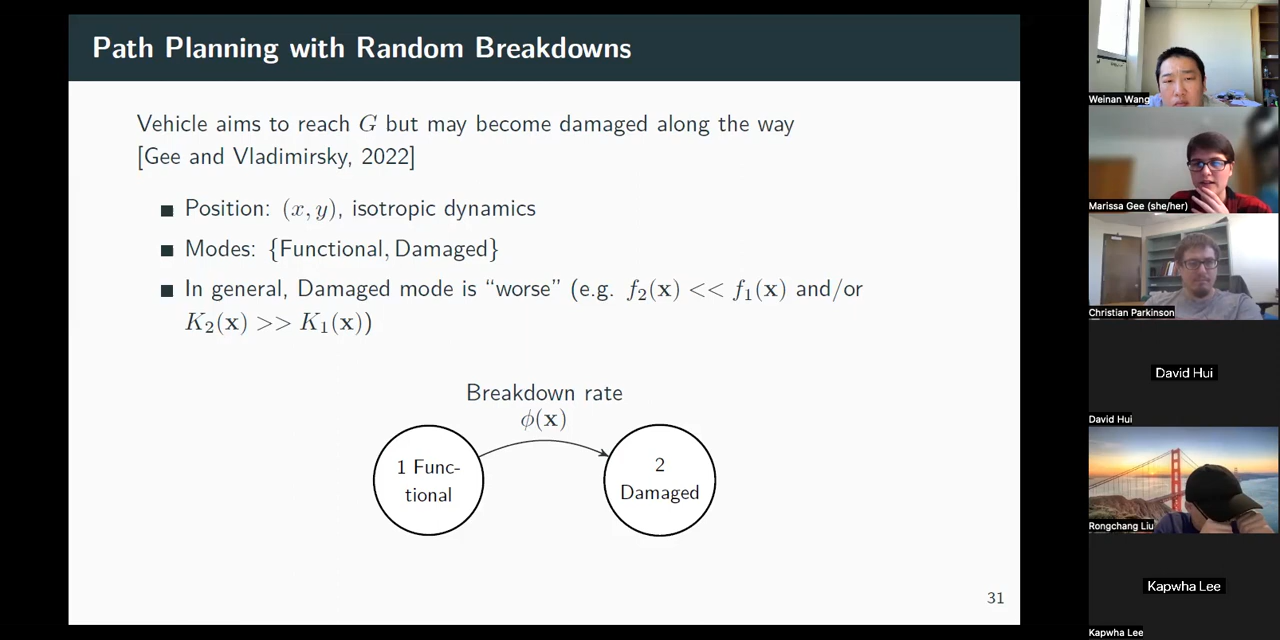 Path Planning with Random Breakdowns
Vehicle aims to reach G but may become damaged along the way
[Gee and Vladimirsky, 2022]
■ Position: (x, y), isotropic dynamics
■ Modes: {Functional, Damaged}
■ In general, Damaged mode is “worse” (e.g. f₂(x) << f₁(x) and/or
K₂(x) >> K₁(x))
Breakdown rate
ϕ(x)
1 Func-
tional
2
Damaged
31
Weinan Wang
Marissa Gee (she/her)
Christian Parkinson
David Hui
David Hui
Rongchang Liu
Kapwha Lee
Kapwha Lee